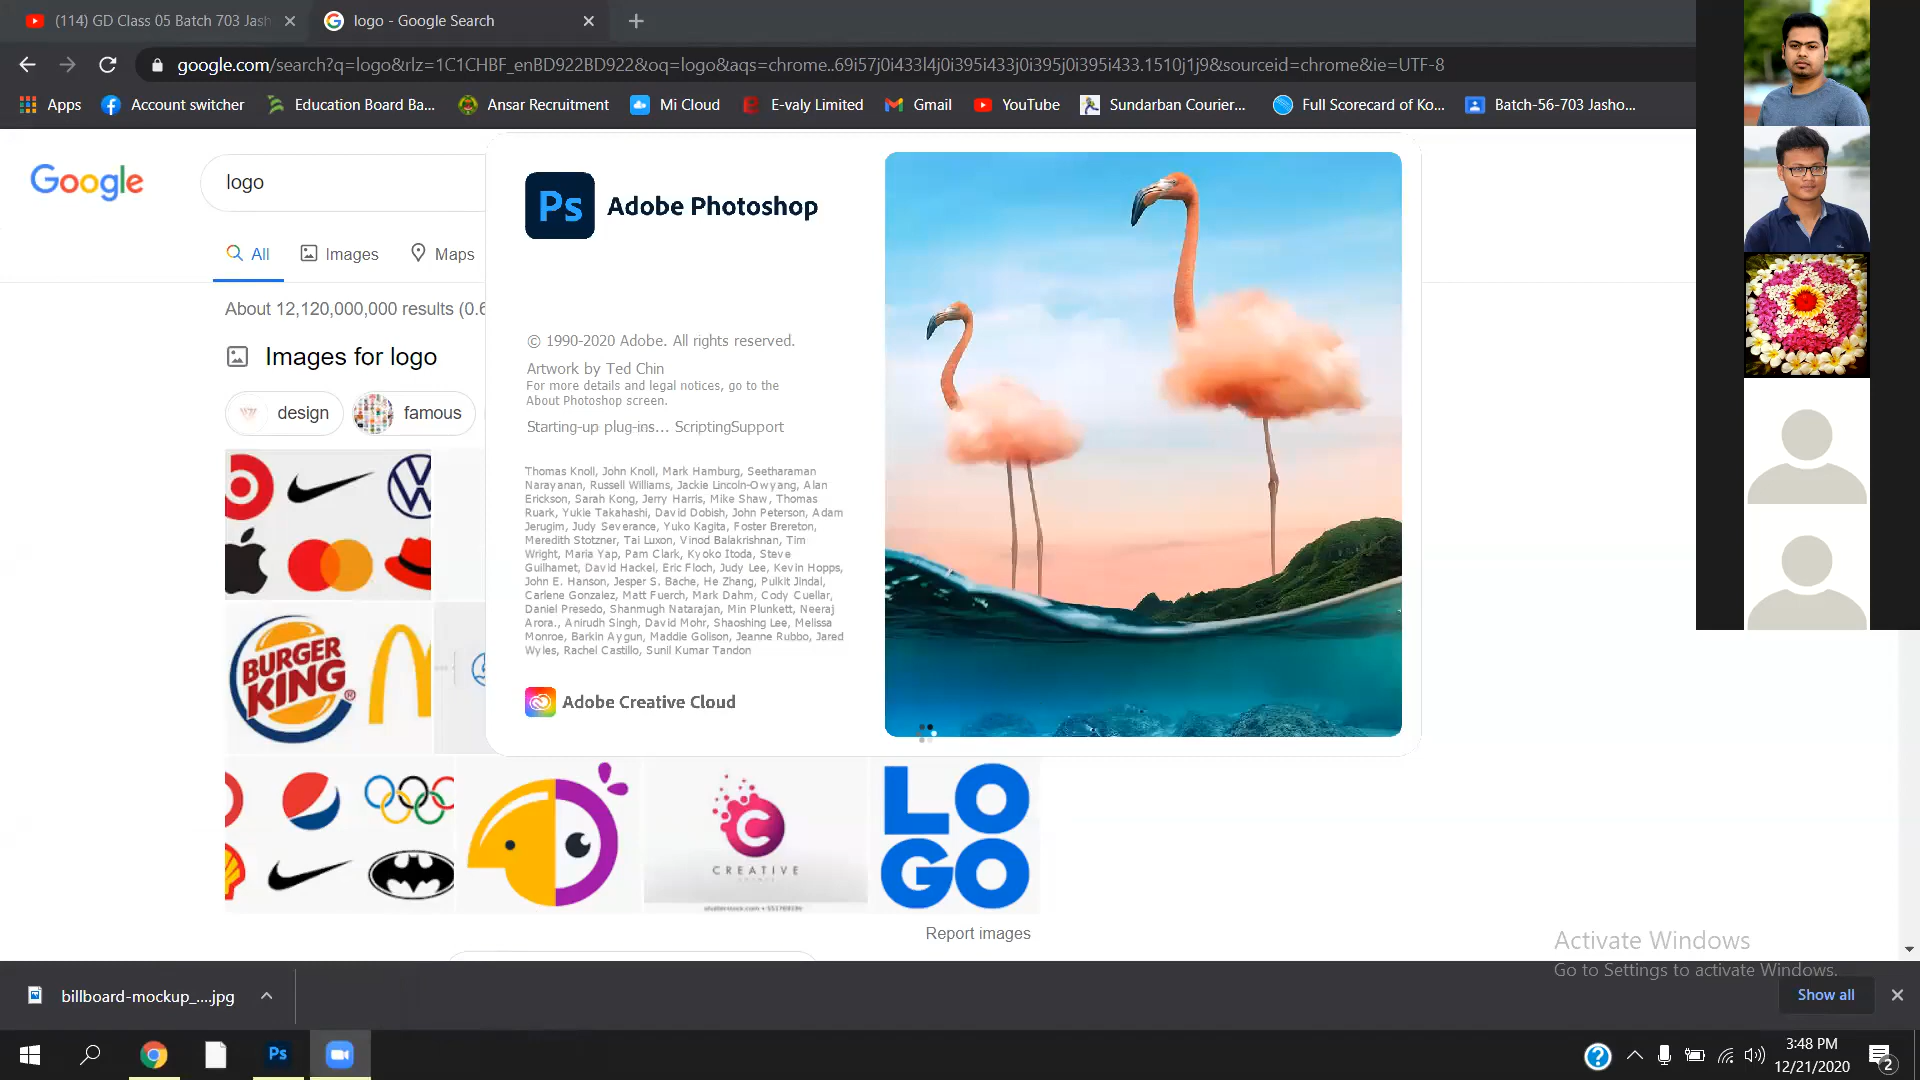 (114) GD Class 05 Batch 703 Jash
logo - Google Search
google.com/search?q=logo&rlz=1C1CHBF_enBD922BD922&oq=logo&aqs=chrome..69i57j0i433l4j0i395i433j0i395j0i395i433.1510j1j9&sourceid=chrome&ie=UTF-8
Apps
Account switcher
Education Board Ba...
Ansar Recruitment
Mi Cloud
E-valy Limited
Gmail
YouTube
Sundarban Courier...
Full Scorecard of Ko...
Batch-56-703 Jasho...
Google
logo
All
Images
Maps
About 12,120,000,000 results (0.6
Images for logo
design
famous
Ps
Adobe Photoshop
© 1990-2020 Adobe. All rights reserved.
Artwork by Ted Chin
For more details and legal notices, go to the
About Photoshop screen.
Starting-up plug-ins... ScriptingSupport
Thomas Knoll, John Knoll, Mark Hamburg, Seetharaman
Narayanan, Russell Williams, Jackie Lincoln-Owyang, Alan
Erickson, Sarah Kong, Jerry Harris, Mike Shaw, Thomas
Ruark, Yukie Takahashi, David Dobish, John Peterson, Adam
Jerugim, Judy Severance, Yuko Kagita, Foster Brereton,
Meredith Stotzner, Tai Luxon, Vinod Balakrishnan, Tim
Wright, Maria Yap, Pam Clark, Kyoko Itoda, Steve
Guilhamet, David Hackel, Eric Floch, Judy Lee, Kevin Hopps,
John E. Hanson, Jesper S. Bache, He Zhang, Pulkit Jindal,
Carlene Gonzalez, Matt Fuerch, Mark Dahm, Cody Cuellar,
Daniel Presedo, Shanmugh Natarajan, Min Plunkett, Neeraj
Arora., Anirudh Singh, David Mohr, Shaoshing Lee, Melissa
Monroe, Barkin Aygun, Maddie Golison, Jeanne Rubbo, Jared
Wyles, Rachel Castillo, Sunil Kumar Tandon
Adobe Creative Cloud
BURGER
KING
®
C
CREATIVE
LO
GO
Report images
Activate Windows
Go to Settings to activate Windows.
billboard-mockup_....jpg
Show all
Ps
3:48 PM
12/21/2020
2